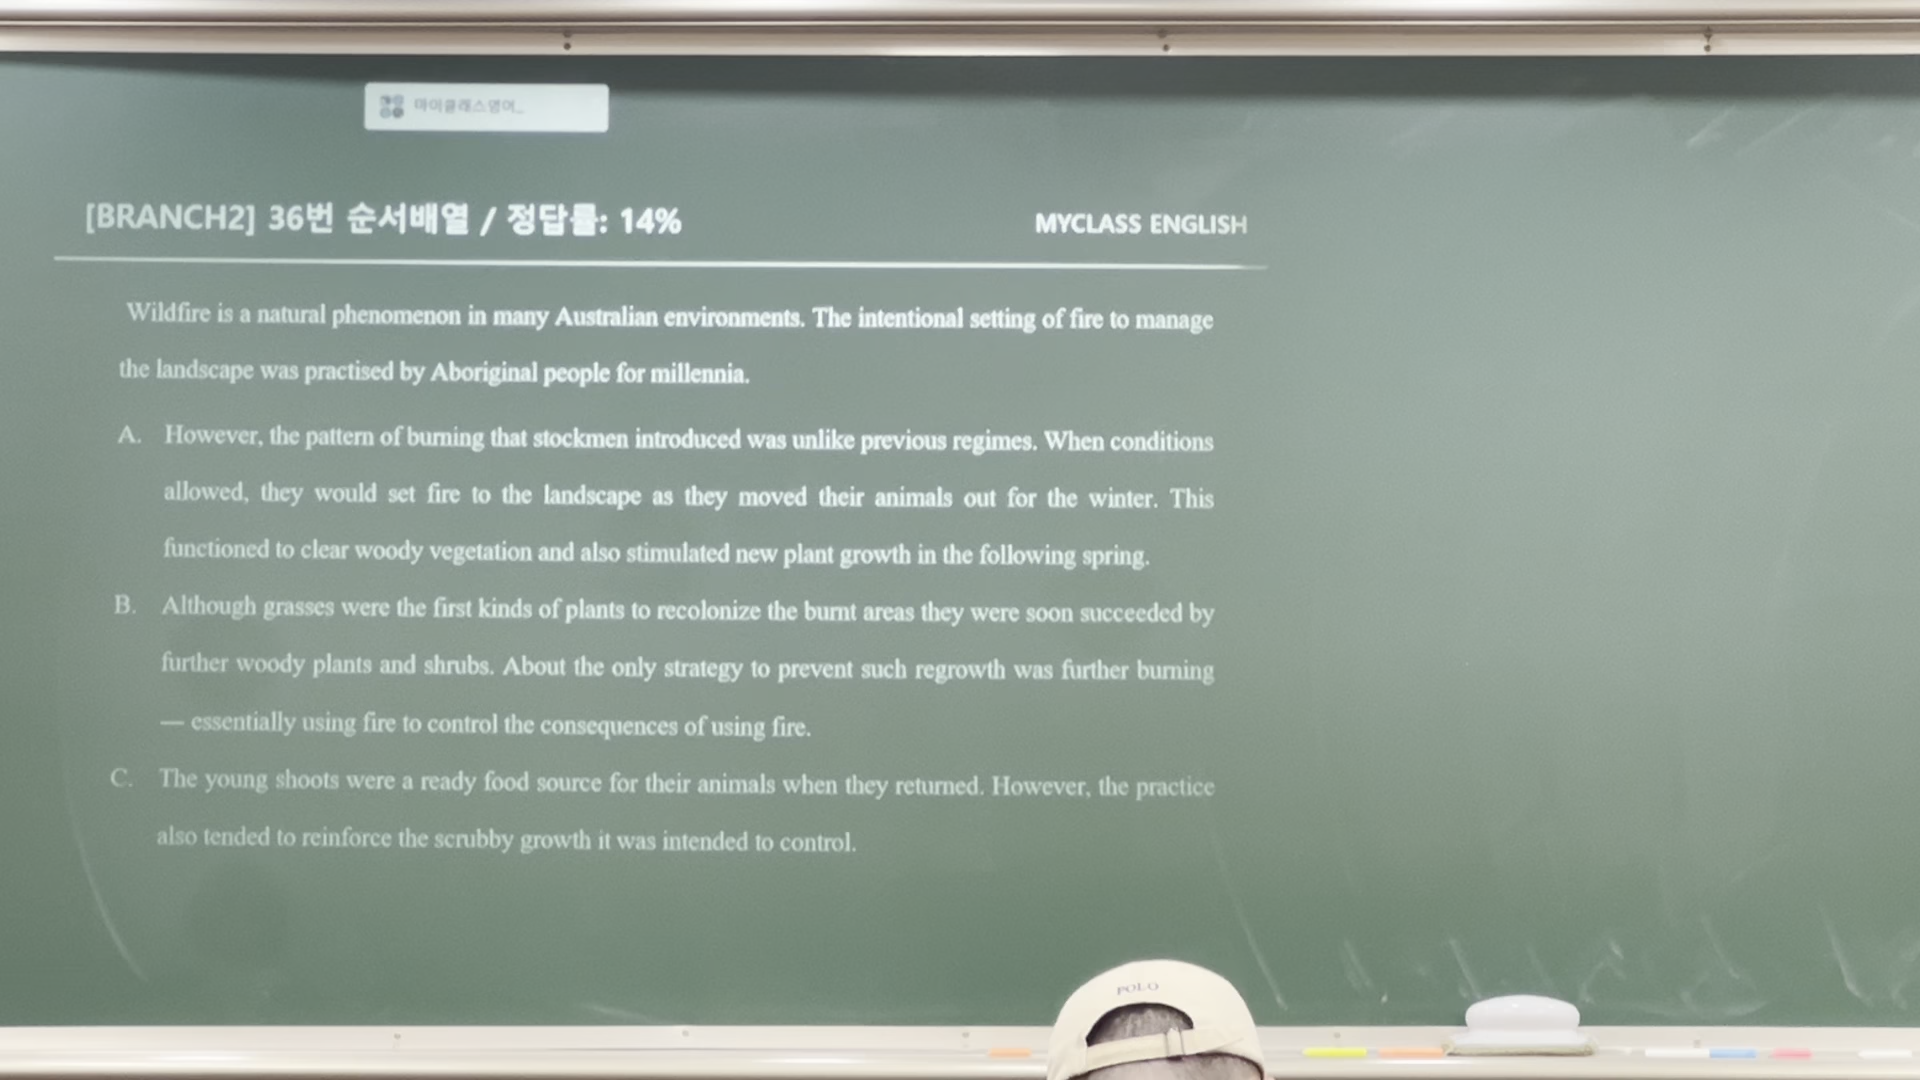 마이클래스영어_
[BRANCH2] 36번 순서배열 / 정답률: 14%
MYCLASS ENGLISH
Wildfire is a natural phenomenon in many Australian environments. The intentional setting of fire to manage
the landscape was practised by Aboriginal people for millennia.
A. However, the pattern of burning that stockmen introduced was unlike previous regimes. When conditions
allowed, they would set fire to the landscape as they moved their animals out for the winter. This
functioned to clear woody vegetation and also stimulated new plant growth in the following spring.
B. Although grasses were the first kinds of plants to recolonize the burnt areas they were soon succeeded by
further woody plants and shrubs. About the only strategy to prevent such regrowth was further burning
— essentially using fire to control the consequences of using fire.
C. The young shoots were a ready food source for their animals when they returned. However, the practice
also tended to reinforce the scrubby growth it was intended to control.
POLO